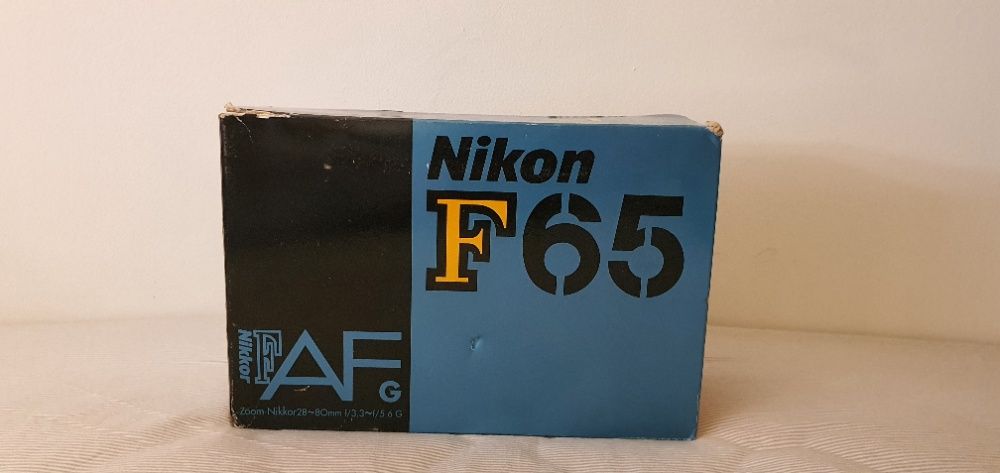 Nikon
F65
Nikkor
F AF G
Zoom-Nikkor28~80mm f/3.3~f/5.6 G